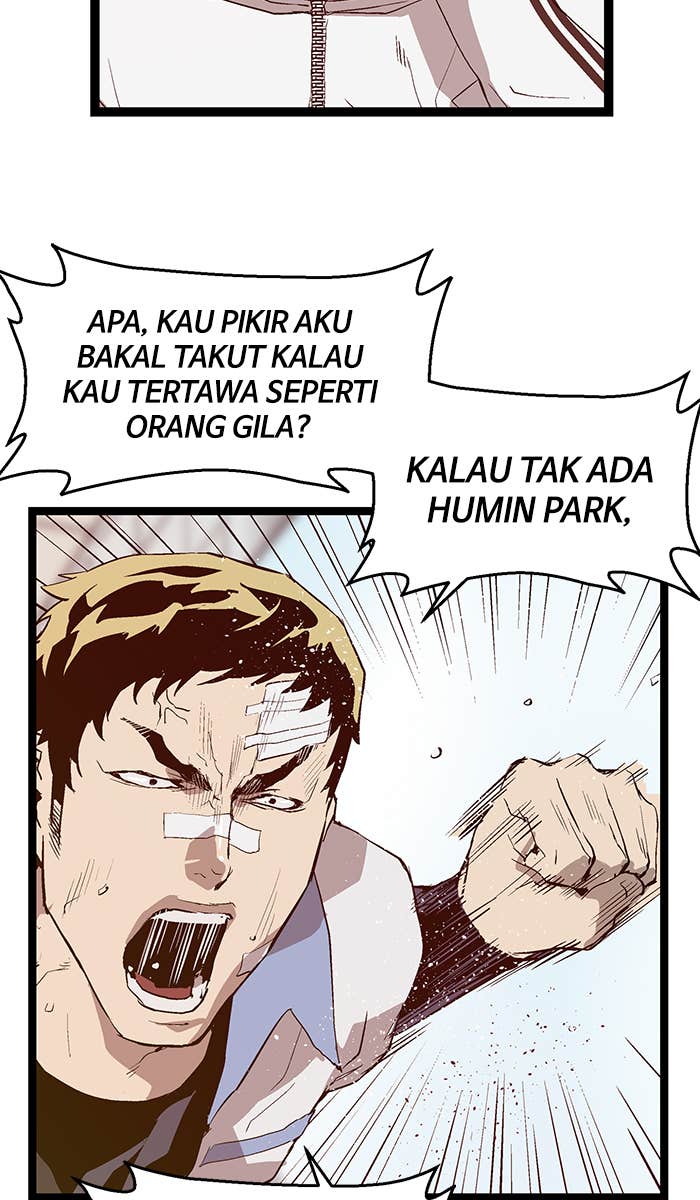 APA, KAU PIKIR AKU
BAKAL TAKUT KALAU
KAU TERTAWA SEPERTI
ORANG GILA?
KALAU TAK ADA
HUMIN PARK,